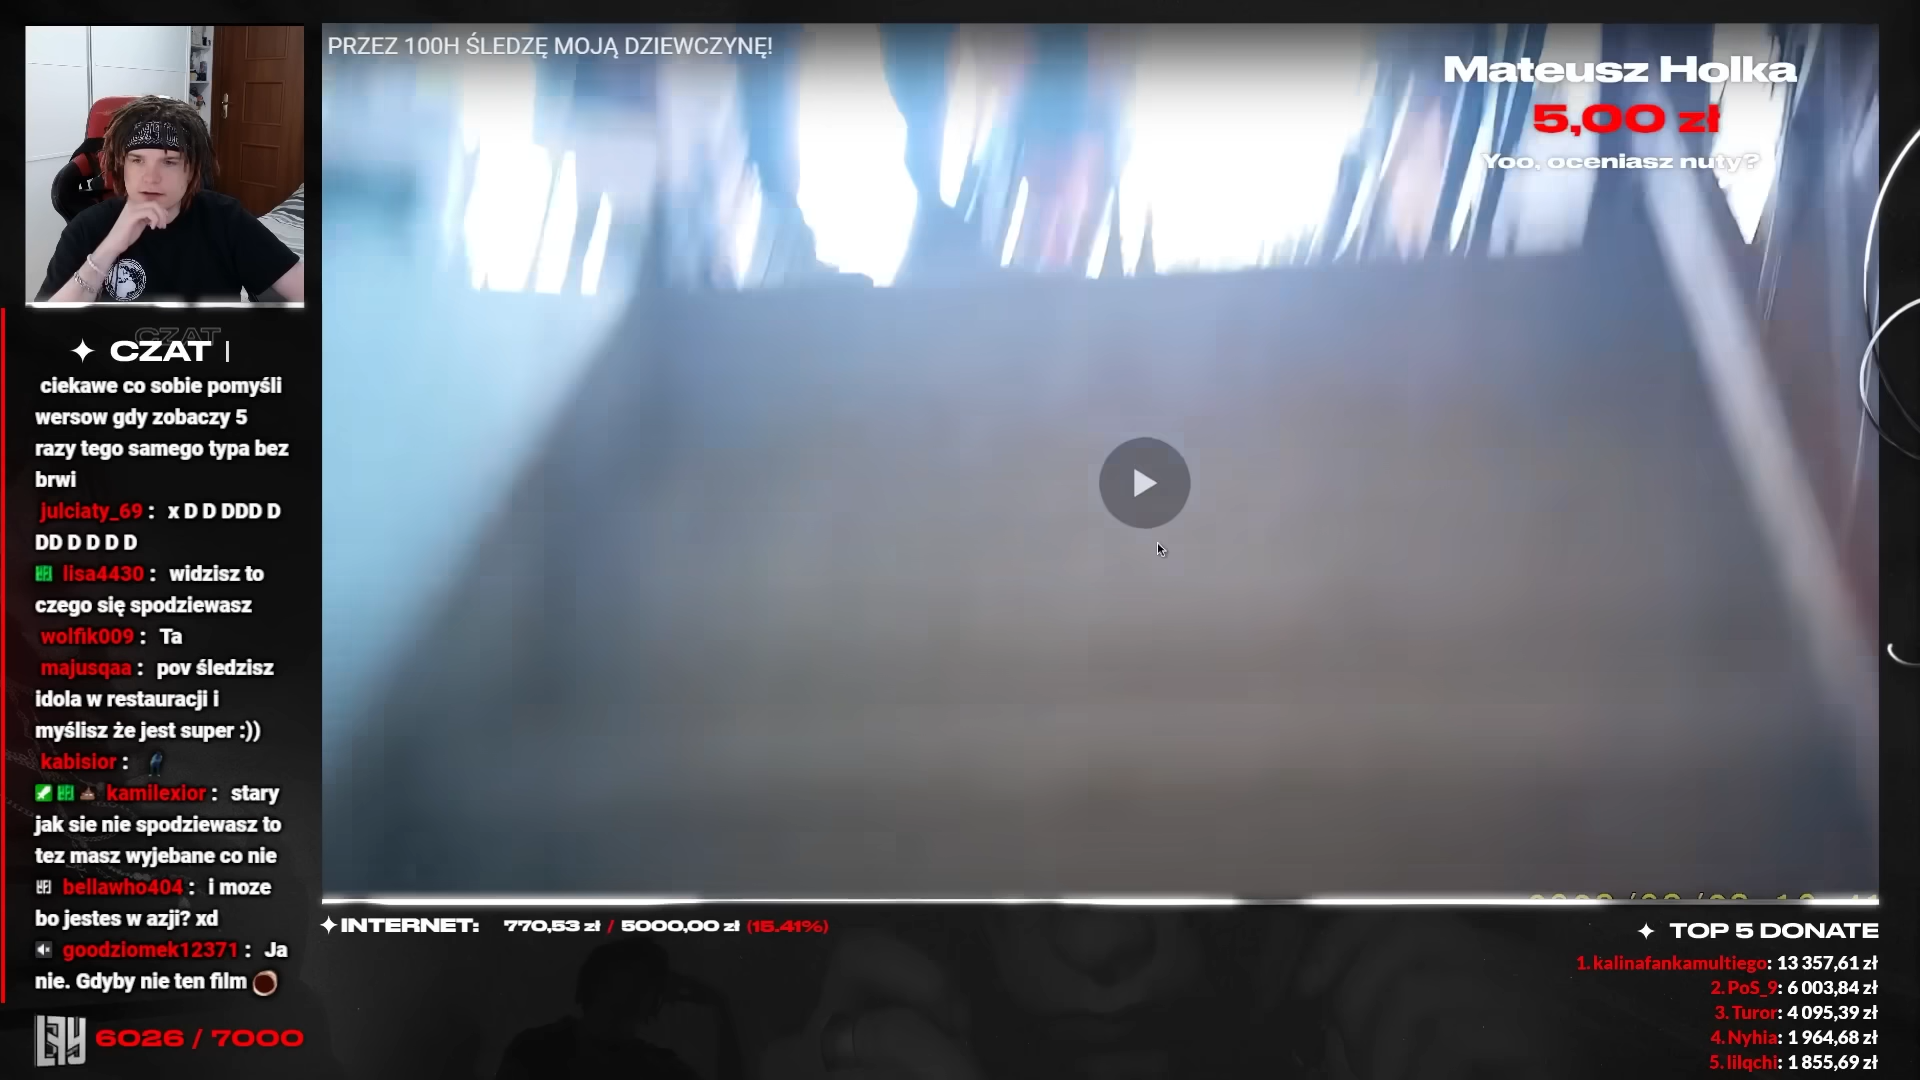 PRZEZ 100H ŚLEDZĘ MOJĄ DZIEWCZYNĘ!
Mateusz Holka
5,00 zł
Yoo, oceniasz nuty?
CZAT
CZAT |
ciekawe co sobie pomyśli
wersow gdy zobaczy 5
razy tego samego typa bez
brwi
julciaty_69 : x D D DDD D
DD D D D D
lisa4430 : widzisz to
czego się spodziewasz
wolfik009 : Ta
majusqaa : pov śledzisz
idola w restauracji i
myślisz że jest super :))
kabisior :
kamilexior : stary
jak sie nie spodziewasz to
tez masz wyjebane co nie
bellawho404 : i moze
bo jestes w azji? xd
goodziomek12371 : Ja
nie. Gdyby nie ten film
6026 / 7000
INTERNET: 770,53 zł / 5000,00 zł (15.41%)
TOP 5 DONATE
1. kalinafankamultiego: 13 357,61 zł
2. PoS_9: 6 003,84 zł
3. Turor: 4 095,39 zł
4. Nyhia: 1 964,68 zł
5. lilqchi: 1 855,69 zł